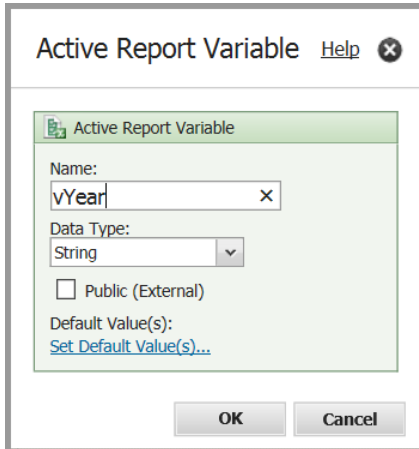 Active Report Variable Help
Active Report Variable
Name:
vYear
Data Type:
String
Public (External)
Default Value(s):
Set Default Value(s)...
OK Cancel